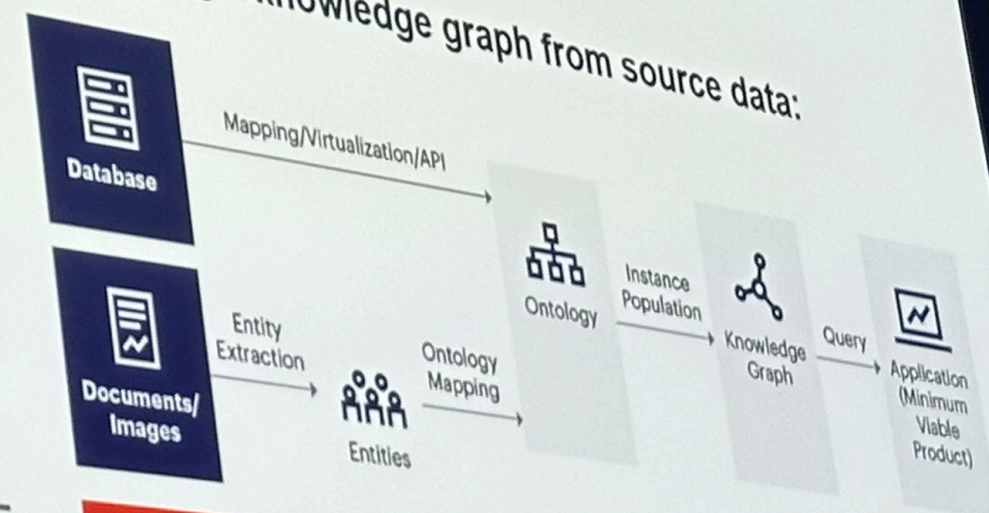 knowledge graph from source data:
Database
Mapping/Virtualization/API
Documents/
Images
Entity
Extraction
Entities
Ontology
Mapping
Ontology
Instance
Population
Knowledge
Graph
Query
Application
(Minimum
Viable
Product)